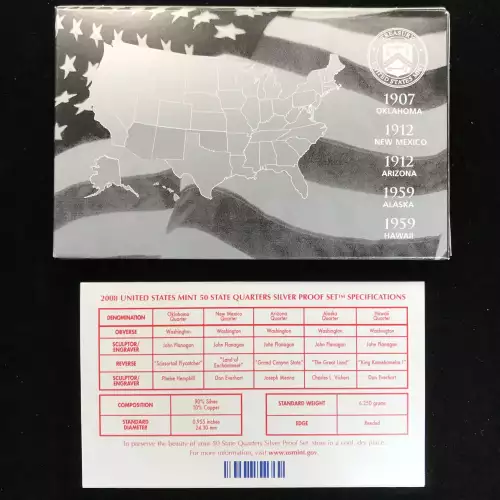 TREASURY
UNITED STATES MINT
1907
OKLAHOMA
1912
NEW MEXICO
1912
ARIZONA
1959
ALASKA
1959
HAWAII
2008 UNITED STATES MINT 50 STATE QUARTERS SILVER PROOF SET™ SPECIFICATIONS
DENOMINATION Oklahoma Quarter New Mexico Quarter Arizona Quarter Alaska Quarter Hawaii Quarter
OBVERSE Washington Washington Washington Washington Washington
SCULPTOR/ENGRAVER John Flanagan John Flanagan John Flanagan John Flanagan John Flanagan
REVERSE "Scissortail Flycatcher" "Land of Enchantment" "Grand Canyon State" "The Great Land" "King Kamehameha I"
SCULPTOR/ENGRAVER Phebe Hemphill Don Everhart Joseph Menna Charles L. Vickers Don Everhart
COMPOSITION 90% Silver 10% Copper STANDARD WEIGHT 6.250 grams
STANDARD DIAMETER 0.955 inches 24.30 mm EDGE Reeded
To preserve the beauty of your 50 State Quarters Silver Proof Set, store in a cool, dry place.
For more information, visit www.usmint.gov